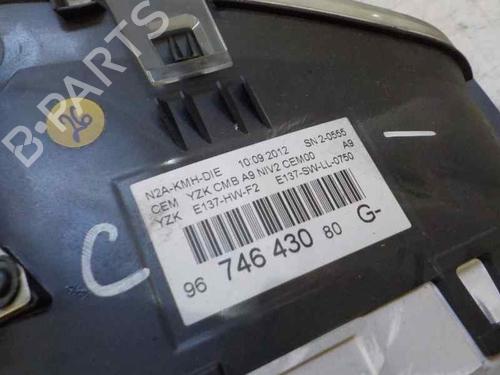 B-PARTS
26
N2A-KMH-DIE 10.09.2012 SN 2-0555
CEM YZK CMB A9 NIV2 CEM00 A9
YZK E137-HW-F2 E137-SW-LL-0750
96 746 430 80 G-
C